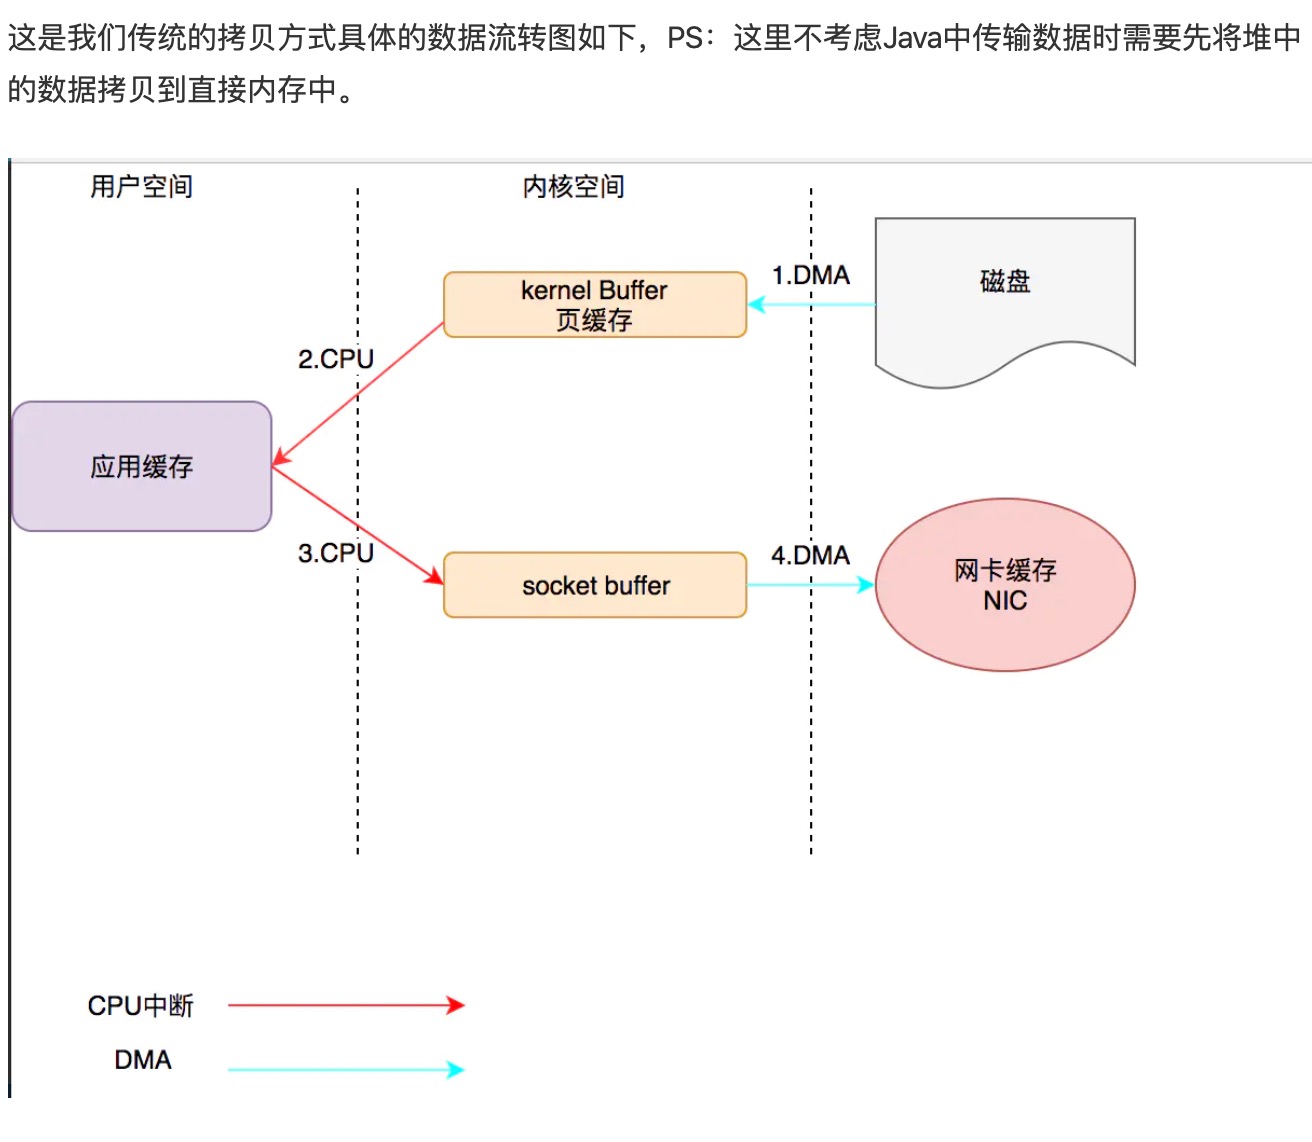 这是我们传统的拷贝方式具体的数据流转图如下，PS：这里不考虑Java中传输数据时需要先将堆中
的数据拷贝到直接内存中。
用户空间
内核空间
1.DMA
磁盘
kernel Buffer
页缓存
2.CPU
应用缓存
3.CPU
socket buffer
4.DMA
网卡缓存
NIC
CPU中断
DMA